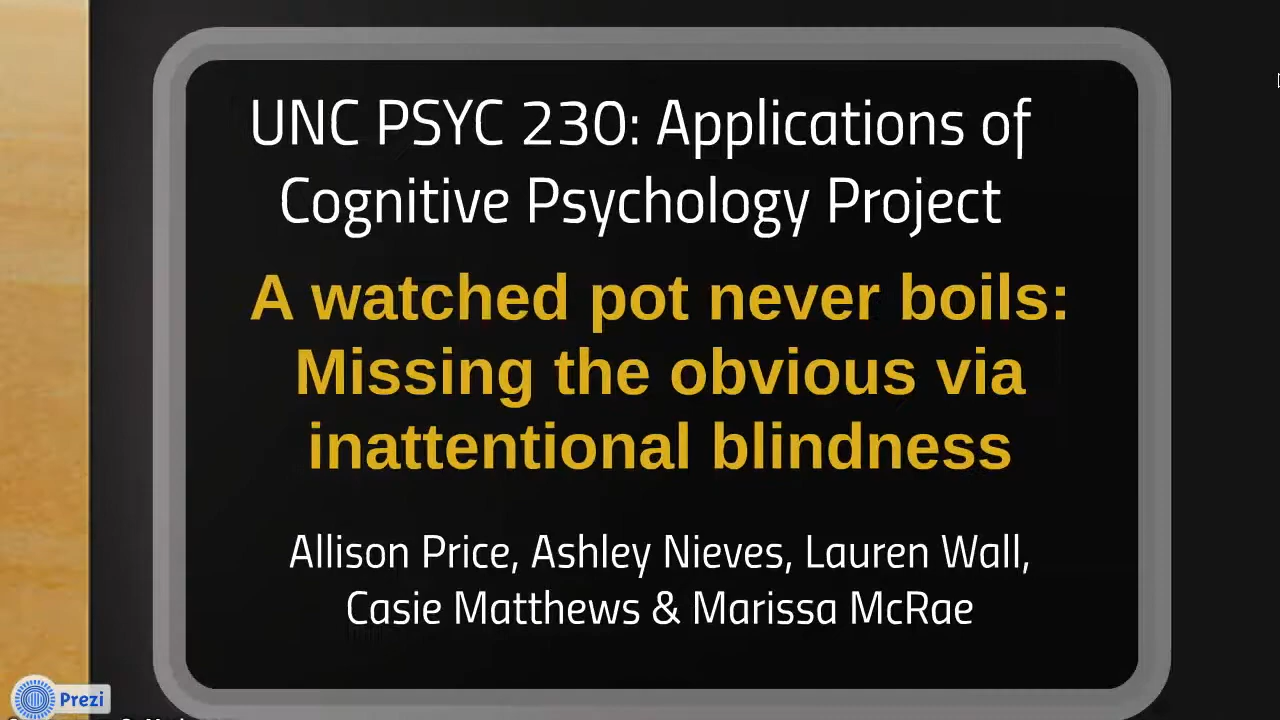 UNC PSYC 230: Applications of
Cognitive Psychology Project
A watched pot never boils:
Missing the obvious via
inattentional blindness
Allison Price, Ashley Nieves, Lauren Wall,
Casie Matthews & Marissa McRae
Prezi